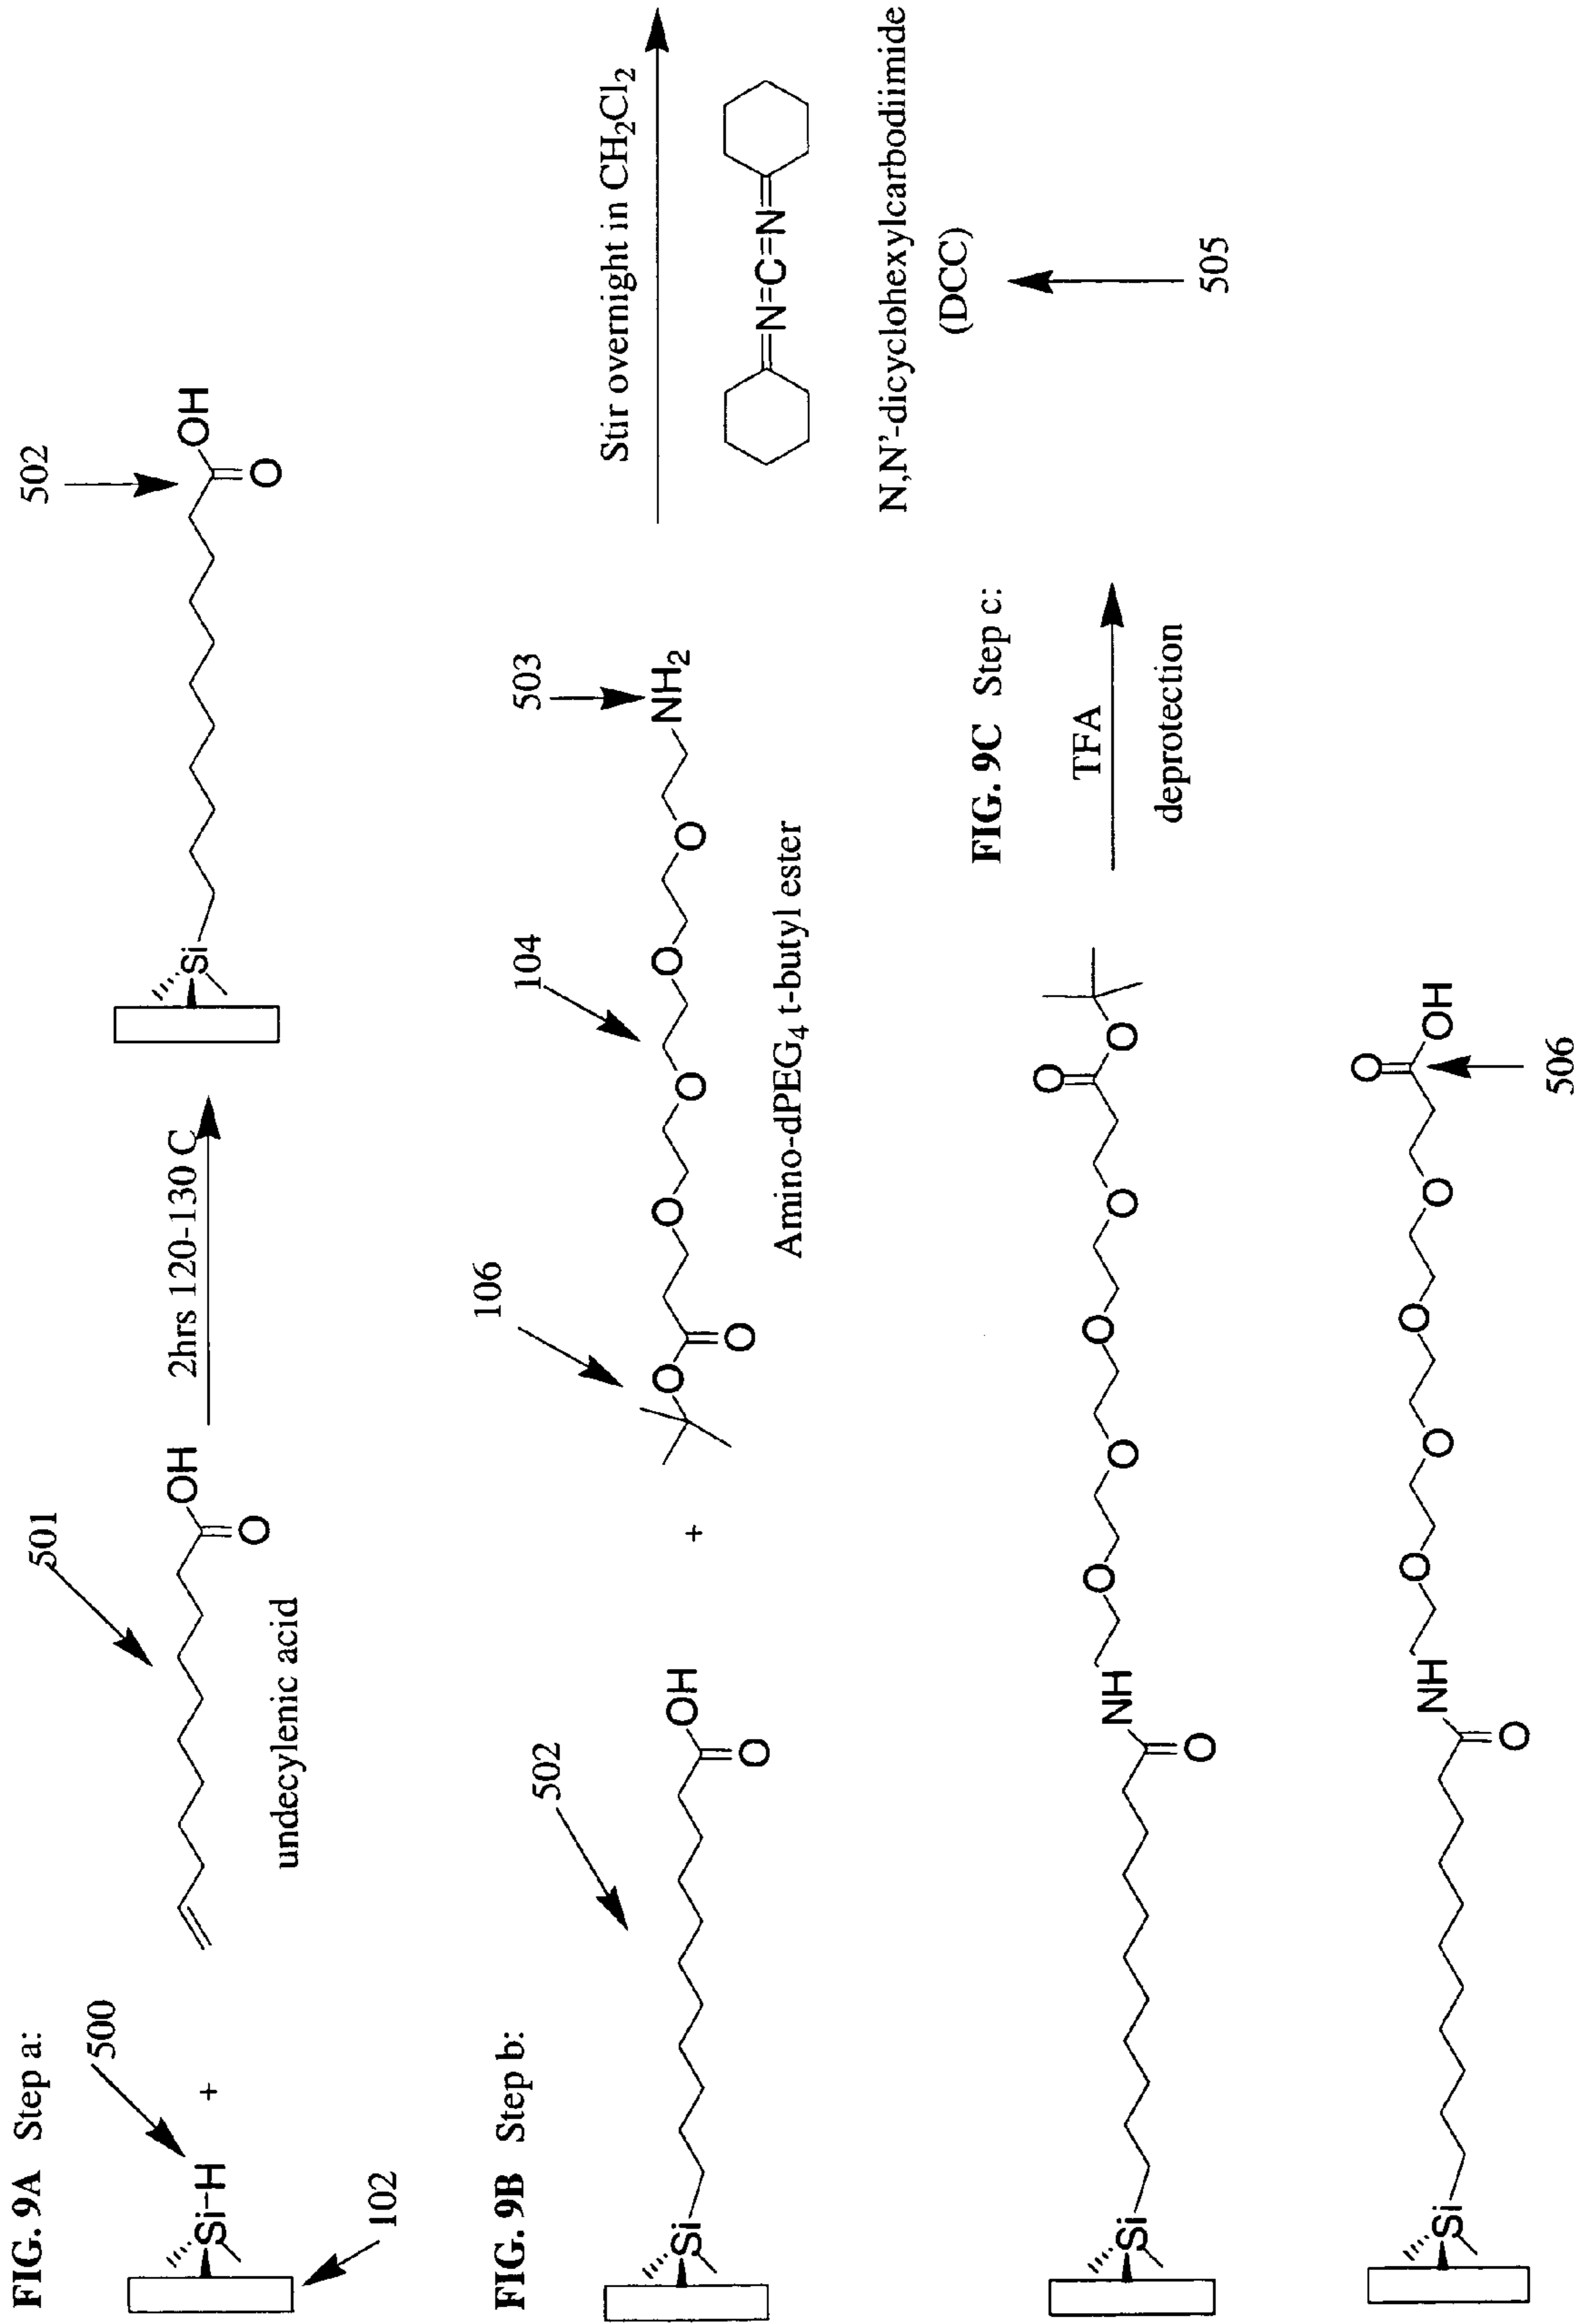 FIG. 9A Step a:
500
Si-H
+
102
501
OH
O
undecylenic acid
2hrs 120-130 C
502
Si
OH
O
FIG. 9B Step b:
502
Si
OH
O
+
106
104
503
O
O
O
O
O
O
NH2
Amino-dPEG4 t-butyl ester
Stir overnight in CH2Cl2
N=C=N
N,N'-dicyclohexylcarbodiimide
(DCC)
505
Si
O
NH
O
O
O
O
O
O
FIG. 9C Step c:
TFA
deprotection
Si
O
NH
O
O
O
O
O
OH
506